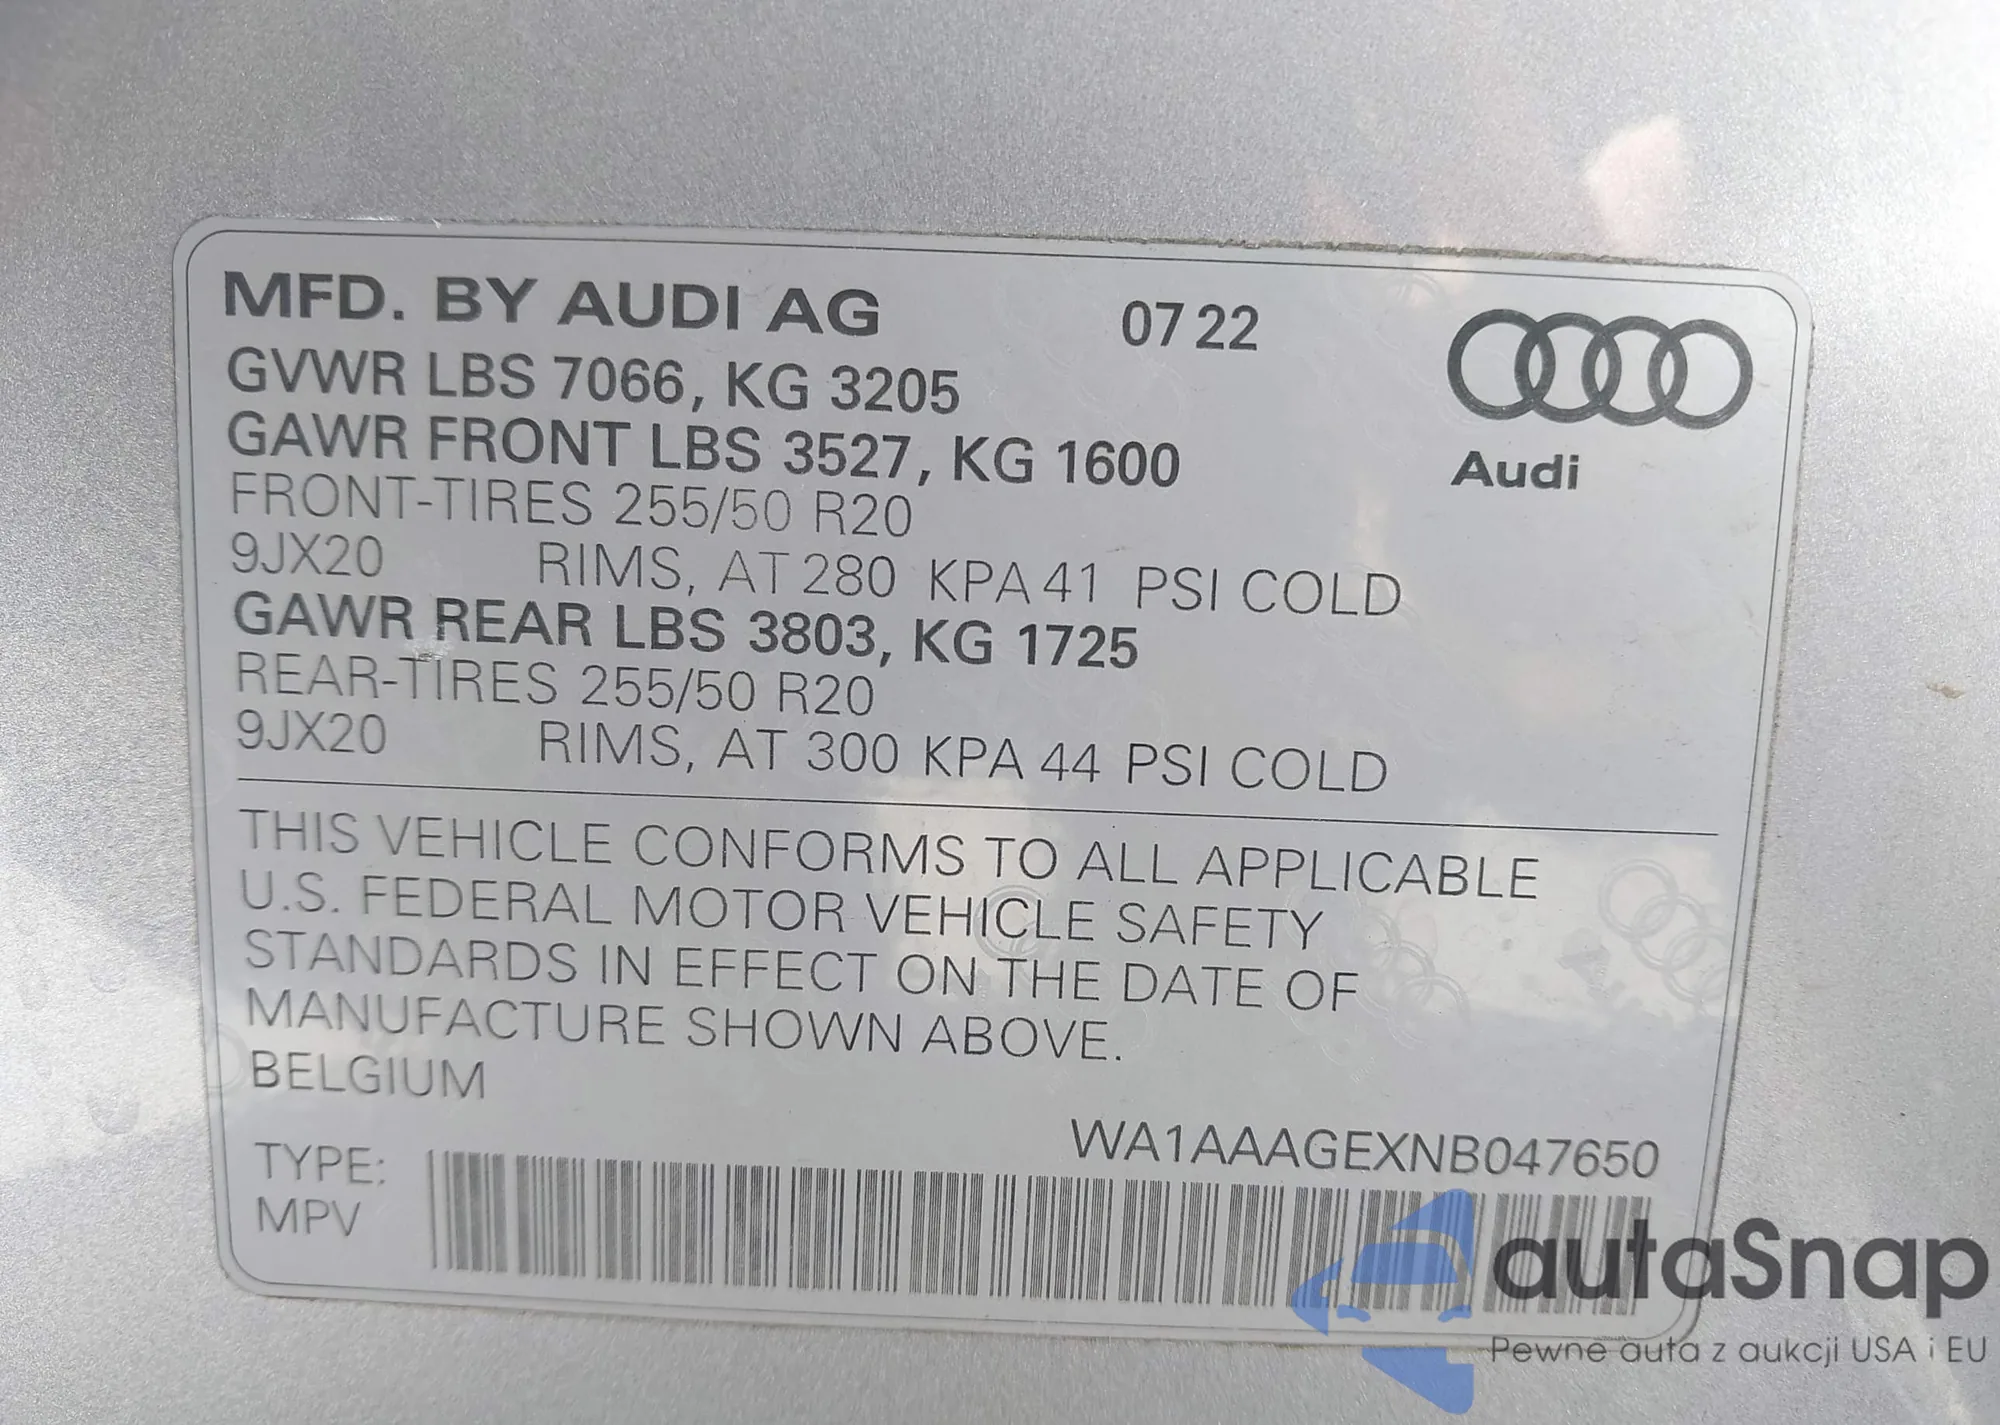 MFD. BY AUDI AG 07 22
GVWR LBS 7066, KG 3205
GAWR FRONT LBS 3527, KG 1600
Audi
FRONT-TIRES 255/50 R20
9JX20 RIMS, AT 280 KPA 41 PSI COLD
GAWR REAR LBS 3803, KG 1725
REAR-TIRES 255/50 R20
9JX20 RIMS, AT 300 KPA 44 PSI COLD
THIS VEHICLE CONFORMS TO ALL APPLICABLE
U.S. FEDERAL MOTOR VEHICLE SAFETY
STANDARDS IN EFFECT ON THE DATE OF
MANUFACTURE SHOWN ABOVE.
BELGIUM
WA1AAAGEXNB047650
TYPE:
MPV
autaSnap
Pewne auta z aukcji USA i EU